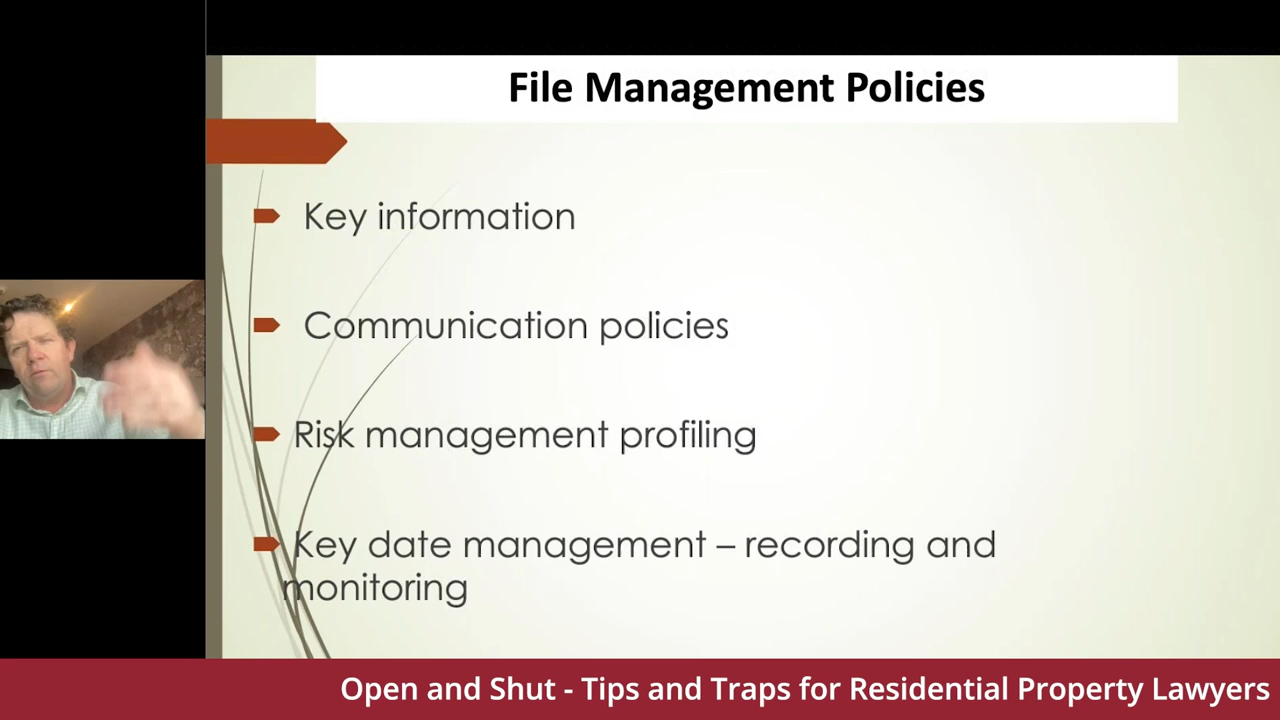 File Management Policies
Key information
Communication policies
Risk management profiling
Key date management – recording and
monitoring
Open and Shut - Tips and Traps for Residential Property Lawyers